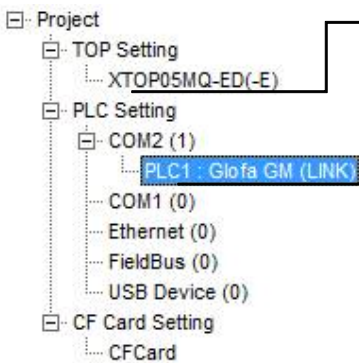 Project
TOP Setting
XTOP05MQ-ED(-E)
PLC Setting
COM2 (1)
PLC1 : Glofa GM (LINK)
COM1 (0)
Ethernet (0)
FieldBus (0)
USB Device (0)
CF Card Setting
CFCard